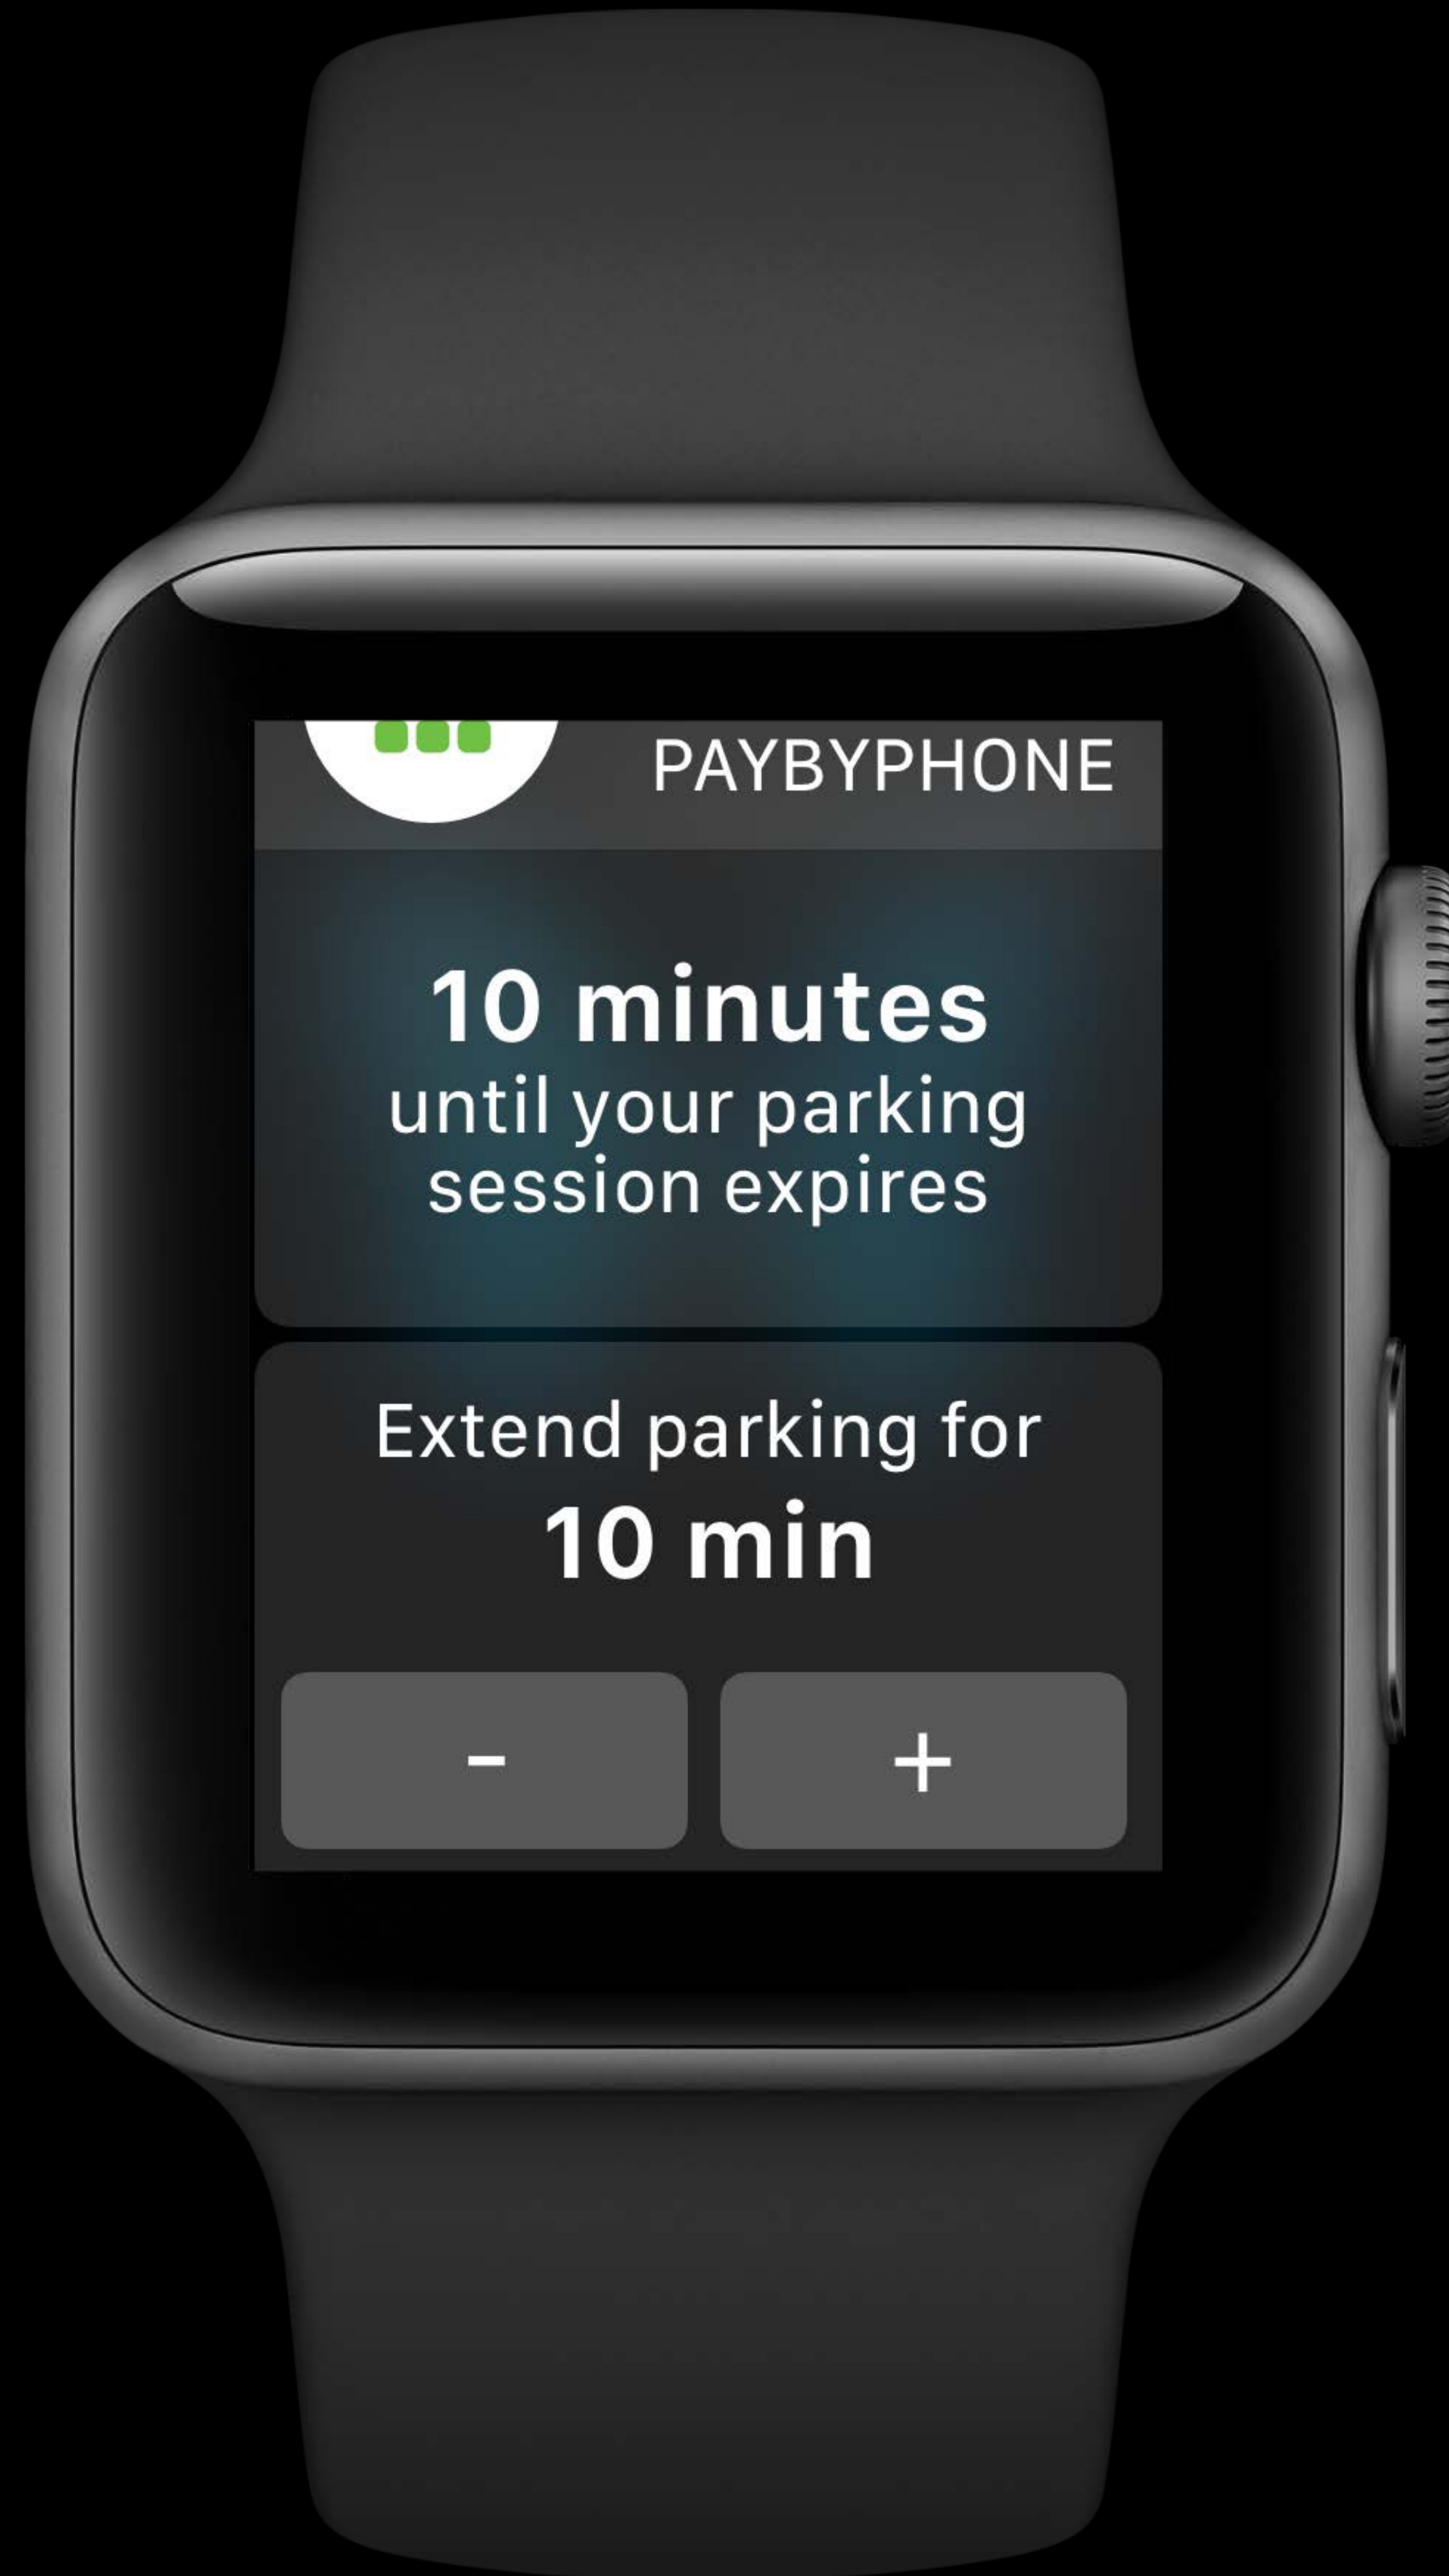 PAYBYPHONE
10 minutes
until your parking
session expires
Extend parking for
10 min
- +